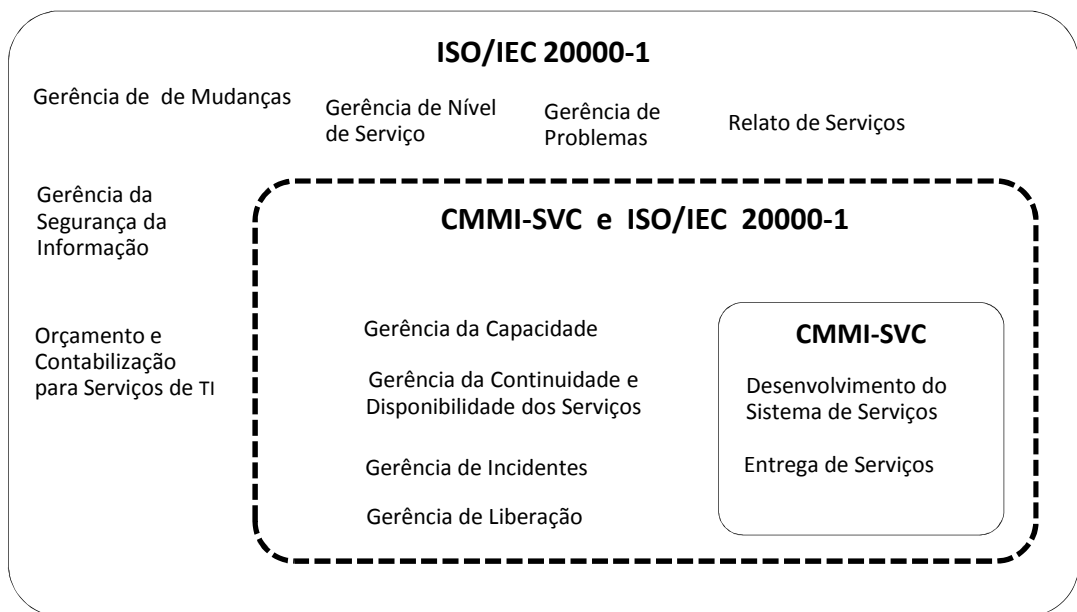 ISO/IEC 20000-1
Gerência de de Mudanças
Gerência de Nível
de Serviço
Gerência de
Problemas
Relato de Serviços
Gerência da
Segurança da
Informação
Orçamento e
Contabilização
para Serviços de TI
CMMI-SVC e ISO/IEC 20000-1
Gerência da Capacidade
Gerência da Continuidade e
Disponibilidade dos Serviços
Gerência de Incidentes
Gerência de Liberação
CMMI-SVC
Desenvolvimento do
Sistema de Serviços
Entrega de Serviços